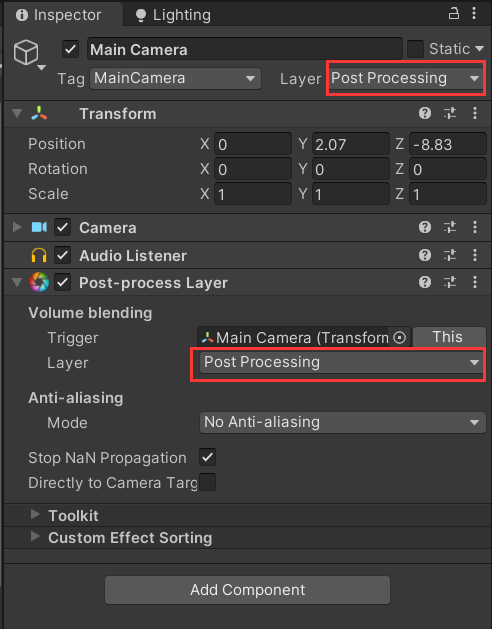 Inspector Lighting
Main Camera Static
Tag MainCamera Layer Post Processing
Transform
Position X 0 Y 2.07 Z -8.83
Rotation X 0 Y 0 Z 0
Scale X 1 Y 1 Z 1
Camera
Audio Listener
Post-process Layer
Volume blending
Trigger Main Camera (Transform This
Layer Post Processing
Anti-aliasing
Mode No Anti-aliasing
Stop NaN Propagation
Directly to Camera Targ
Toolkit
Custom Effect Sorting
Add Component